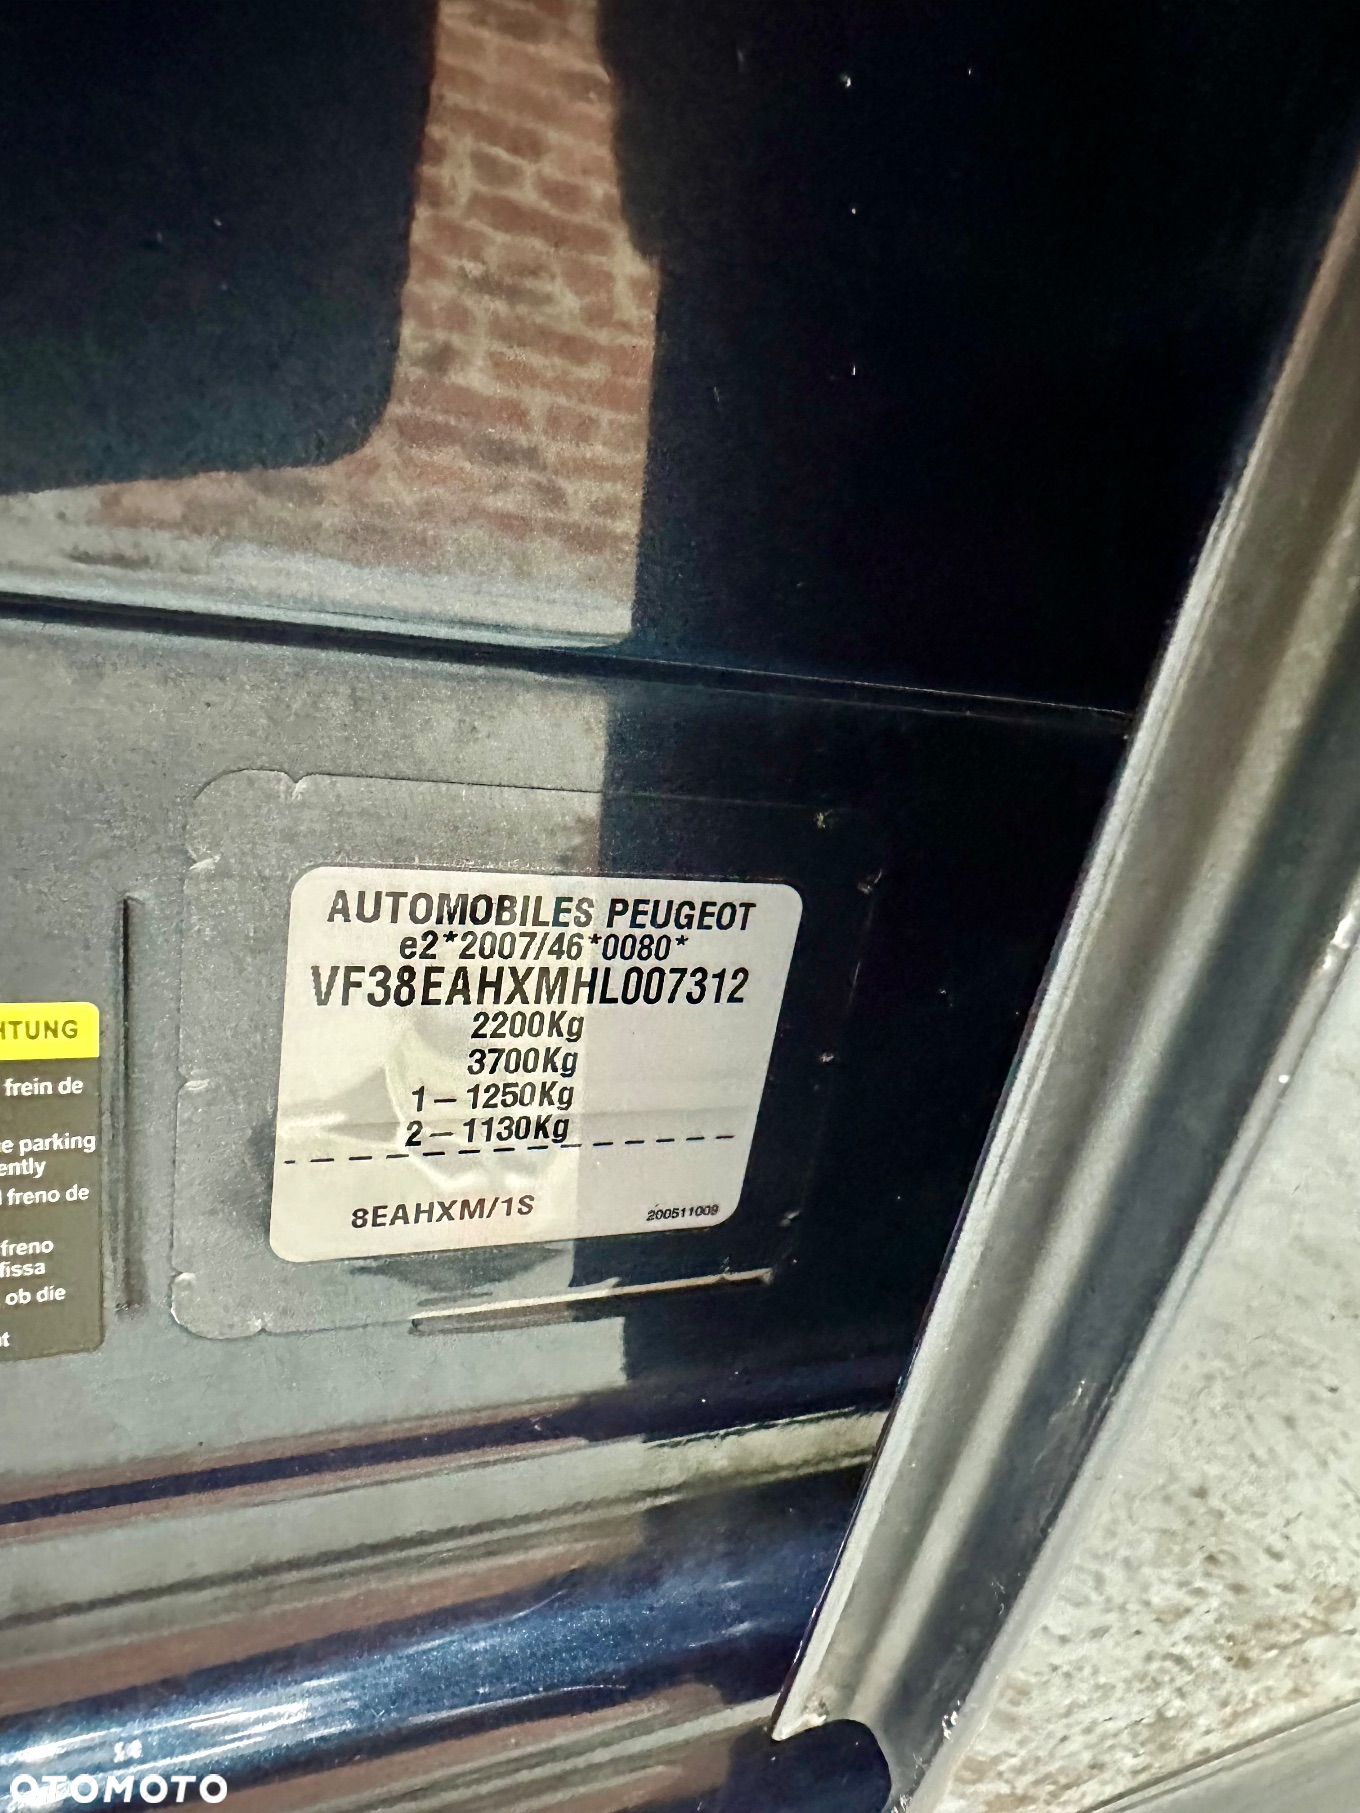 AUTOMOBILES PEUGEOT
e2*2007/46*0080*
VF38EAHXMHL007312
2200Kg
3700Kg
1-1250Kg
2-1130Kg
8EAHXM/1S
200511009
HTUNG
frein de
parking
ently
freno de
freno
fissa
ob die
OTOMOTO